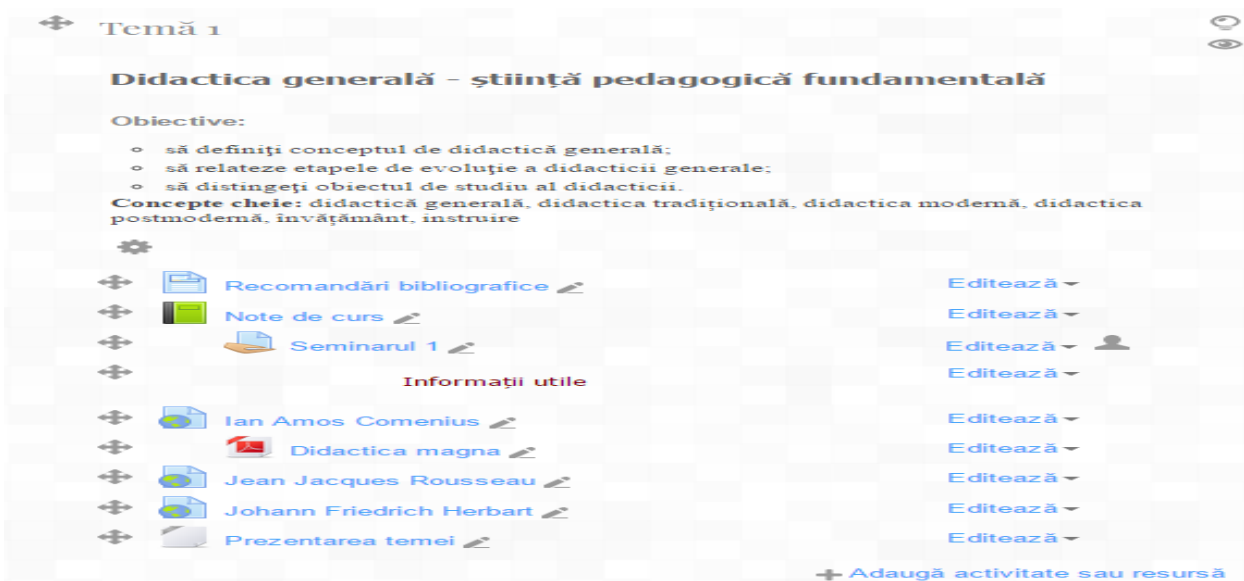 Temă 1
Didactica generală - știință pedagogică fundamentală
Obiective:
să definiţi conceptul de didactică generală;
să relateze etapele de evoluţie a didacticii generale;
să distingeţi obiectul de studiu al didacticii.
Concepte cheie: didactică generală, didactica tradițională, didactica modernă, didactica
postmodernă, învățământ, instruire
Recomandări bibliografice Editează
Note de curs Editează
Seminarul 1 Editează
Informații utile Editează
Ian Amos Comenius Editează
Didactica magna Editează
Jean Jacques Rousseau Editează
Johann Friedrich Herbart Editează
Prezentarea temei Editează
Adaugă activitate sau resursă